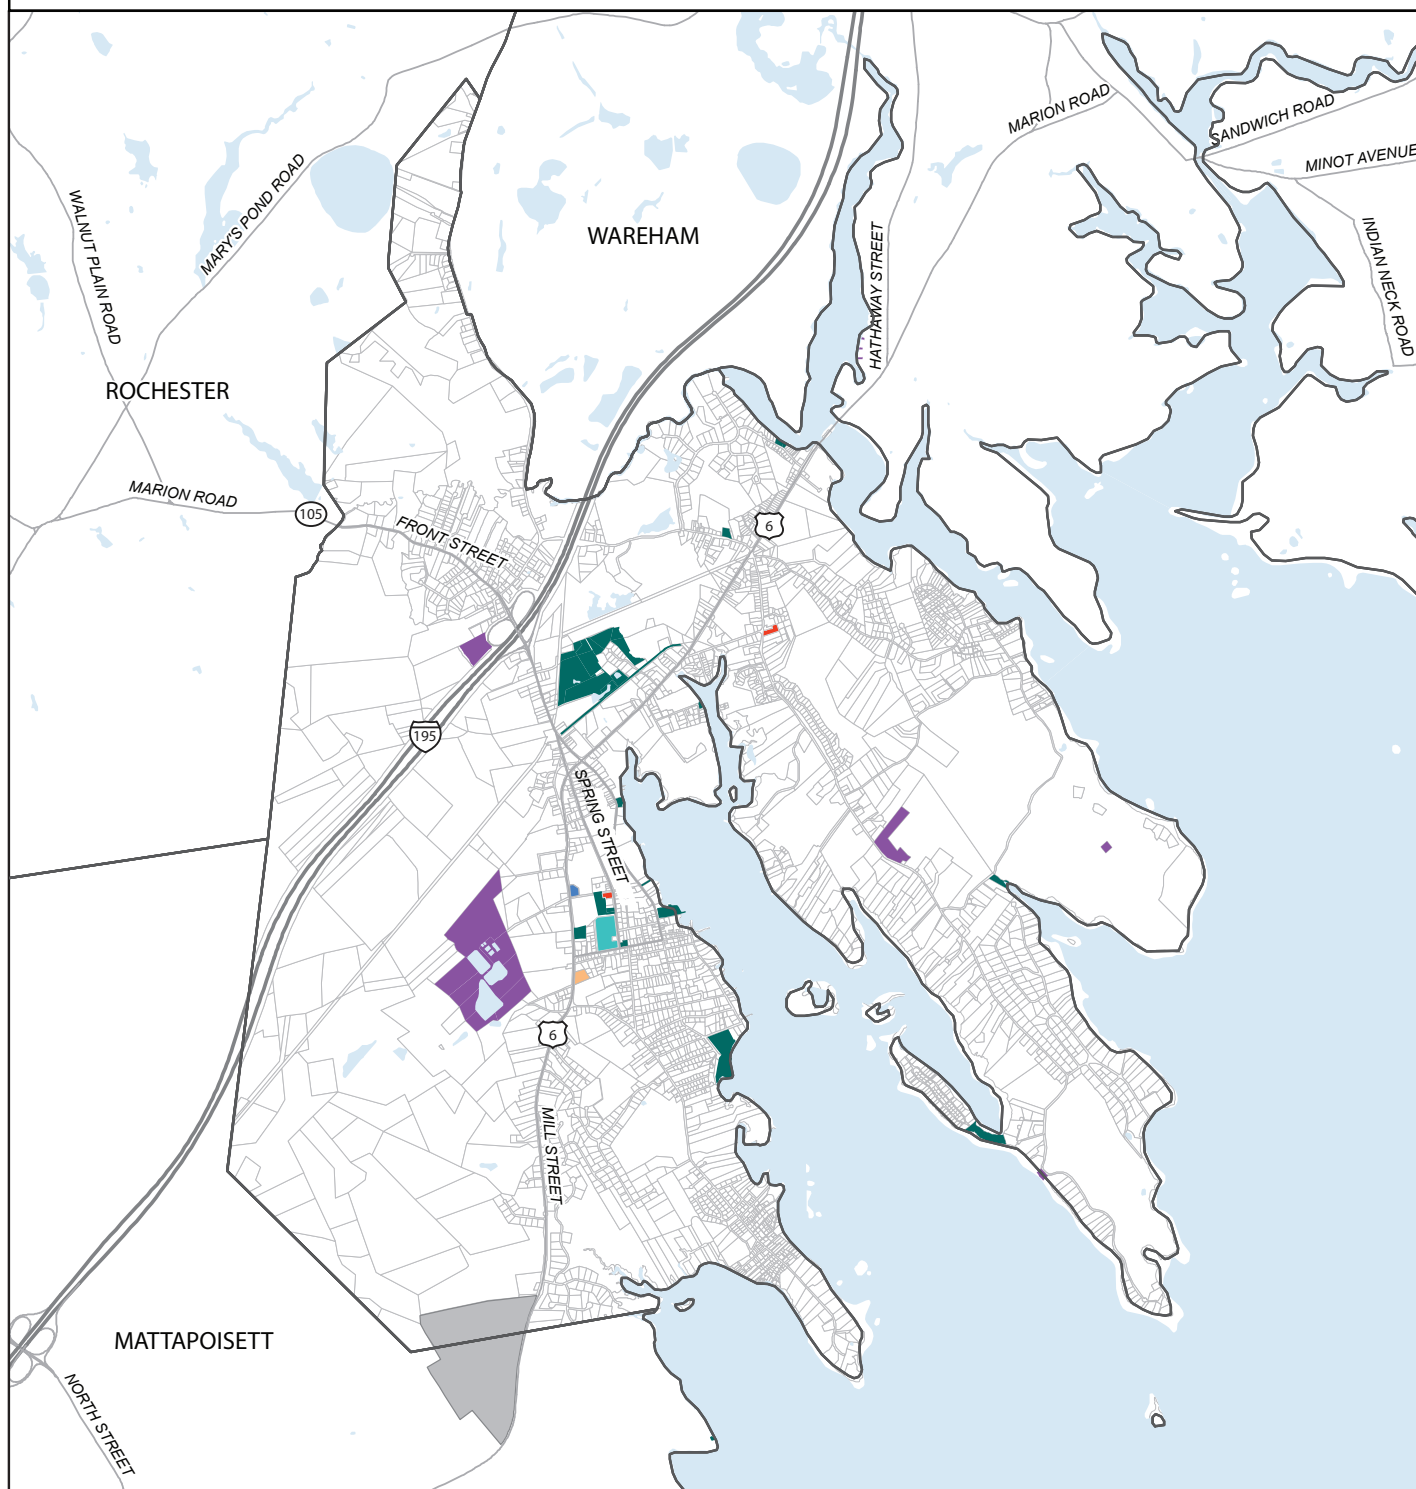 MARION ROAD
SANDWICH ROAD
MINOT AVENUE
MARY'S POND ROAD
WALNUT PLAIN ROAD
WAREHAM
HATHAWAY STREET
INDIAN NECK ROAD
ROCHESTER
MARION ROAD
105
FRONT STREET
6
195
SPRING STREET
6
MILL STREET
MATTAPOISETT
NORTH STREET